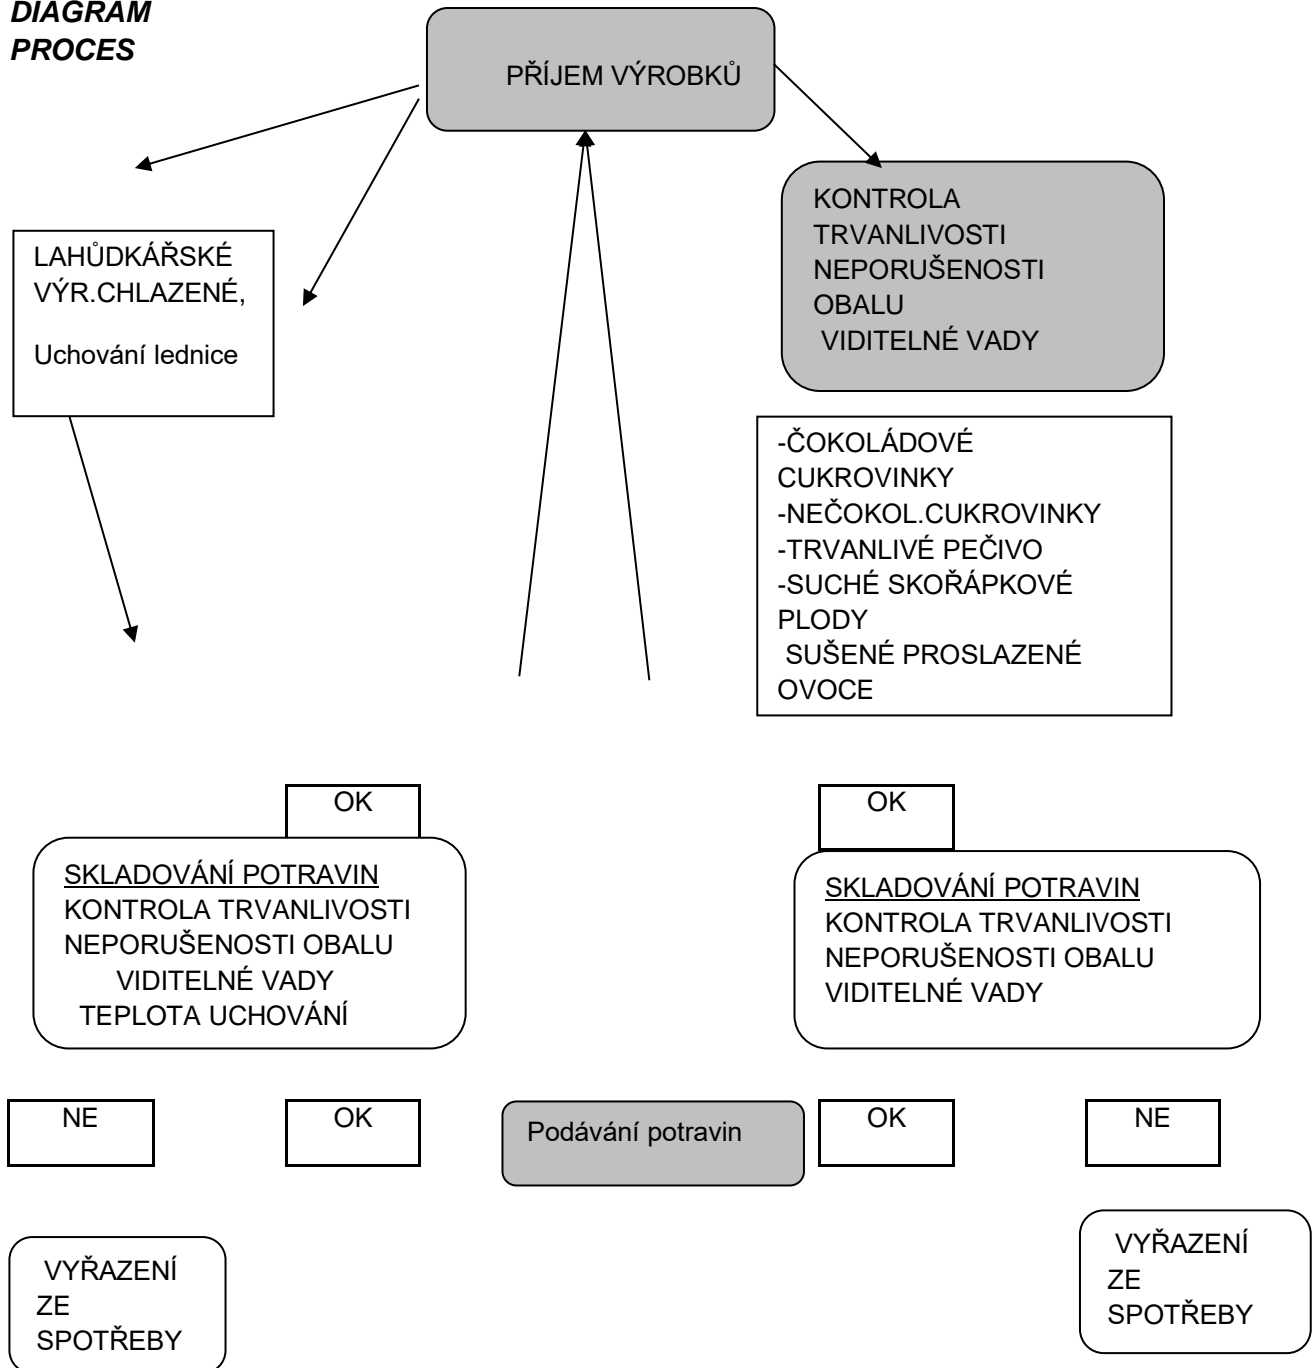 DIAGRAM
PROCES
PŘÍJEM VÝROBKŮ
KONTROLA
TRVANLIVOSTI
NEPORUŠENOSTI
OBALU
VIDITELNÉ VADY
LAHŮDKÁŘSKÉ
VÝR.CHLAZENÉ,
Uchování lednice
-ČOKOLÁDOVÉ
CUKROVINKY
-NEČOKOL.CUKROVINKY
-TRVANLIVÉ PEČIVO
-SUCHÉ SKOŘÁPKOVÉ
PLODY
SUŠENÉ PROSLAZENÉ
OVOCE
OK
OK
SKLADOVÁNÍ POTRAVIN
KONTROLA TRVANLIVOSTI
NEPORUŠENOSTI OBALU
VIDITELNÉ VADY
TEPLOTA UCHOVÁNÍ
SKLADOVÁNÍ POTRAVIN
KONTROLA TRVANLIVOSTI
NEPORUŠENOSTI OBALU
VIDITELNÉ VADY
NE
OK
Podávání potravin
OK
NE
VYŘAZENÍ
ZE
SPOTŘEBY
VYŘAZENÍ
ZE
SPOTŘEBY